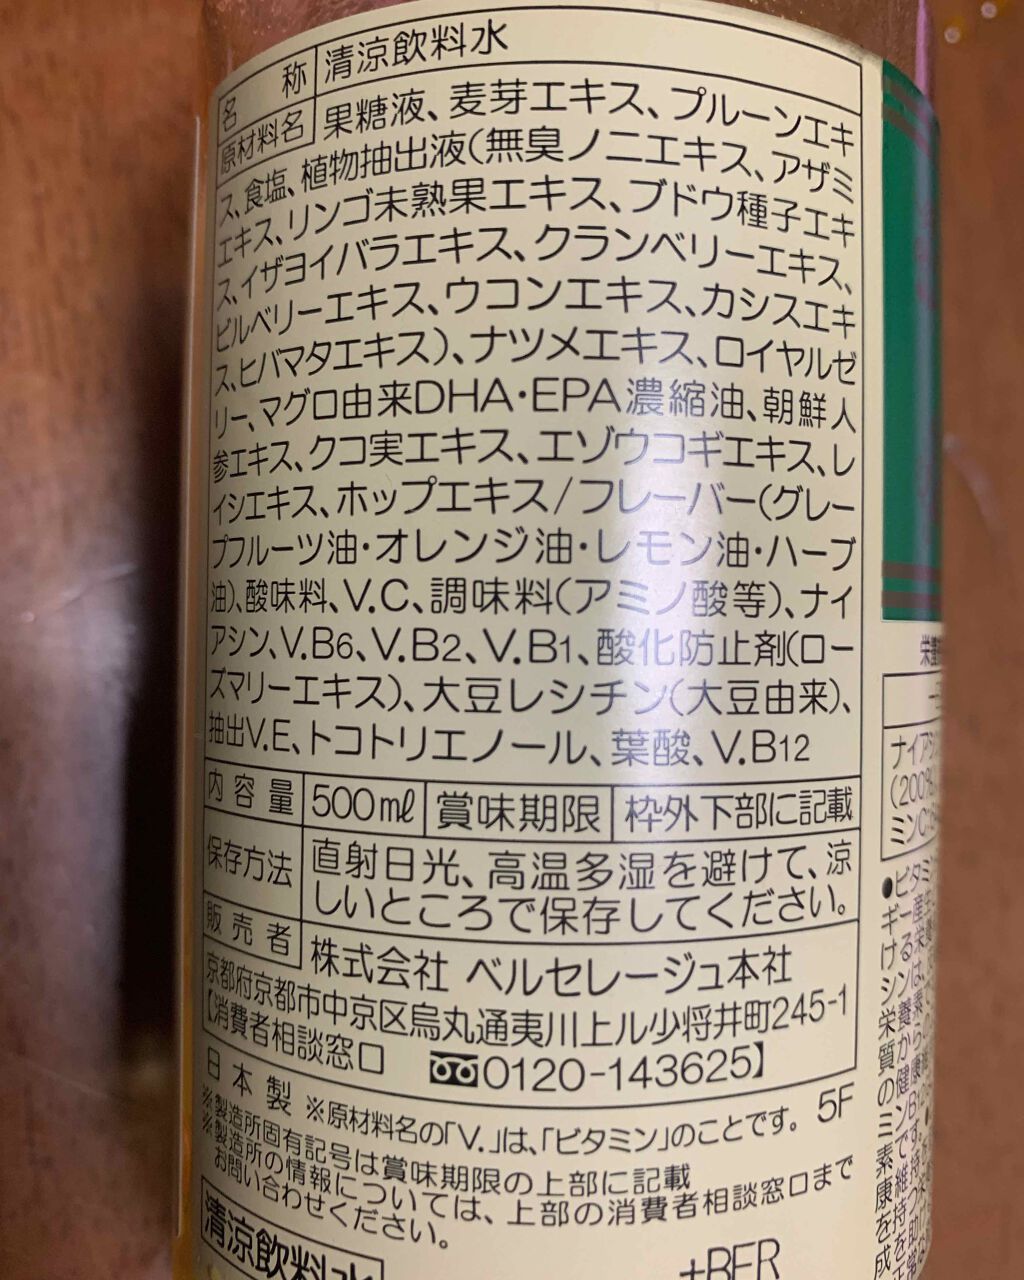 名称 清涼飲料水
原材料名 果糖液、麦芽エキス、プルーンエキ
ス、食塩、植物抽出液(無臭ノニエキス、アザミ
エキス、リンゴ未熟果エキス、ブドウ種子エキ
ス、イザヨイバラエキス、クランベリーエキス、
ビルベリーエキス、ウコンエキス、カシスエキ
ス、ヒバマタエキス)、ナツメエキス、ロイヤルゼ
リー、マグロ由来DHA・EPA濃縮油、朝鮮人
参エキス、クコ実エキス、エゾウコギエキス、レ
イシエキス、ホップエキス/フレーバー(グレー
プフルーツ油・オレンジ油・レモン油・ハーブ
油)、酸味料、V.C、調味料(アミノ酸等)、ナイ
アシン、V.B6、V.B2、V.B1、酸化防止剤(ロー
ズマリーエキス)、大豆レシチン(大豆由来)、
抽出V.E、トコトリエノール、葉酸、V.B12
内容量 500ml 賞味期限 枠外下部に記載
保存方法 直射日光、高温多湿を避けて、涼
しいところで保存してください。
販売者 株式会社 ベルセレージュ本社
京都府京都市中京区烏丸通夷川上ル少将井町245-1
【消費者相談窓口 0120-143625】
日本製 ※原材料名の「V.」は、「ビタミン」のことです。 5F
※製造所固有記号は賞味期限の上部に記載
※製造所の情報については、上部の消費者相談窓口まで
お問い合わせください。
清涼飲料水
+BER